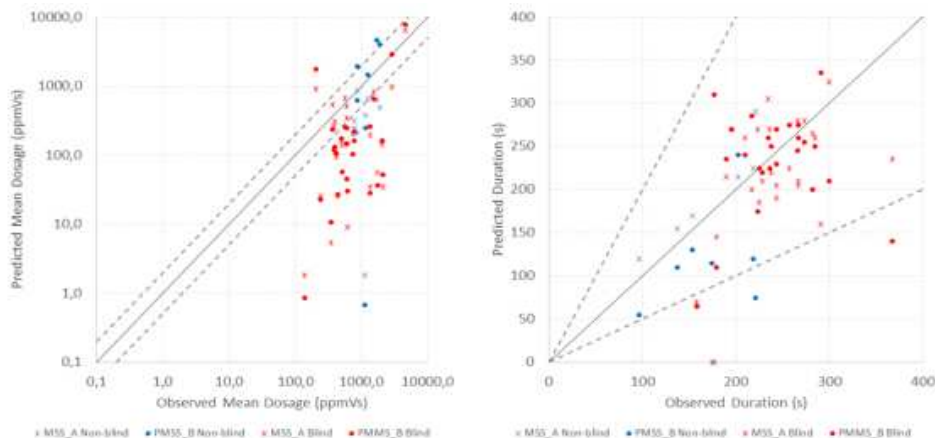 10000,0
1000,0
100,0
10,0
1,0
0,1
Predicted Mean Dosage (ppmVs)
0,1 1,0 10,0 100,0 1000,0 10000,0
Observed Mean Dosage (ppmVs)
× MSS_A Non-blind ● PMSS_B Non-blind × MSS_A Blind ● PMMS_B Blind
400
350
300
250
200
150
100
50
0
Predicted Duration (s)
0 100 200 300 400
Observed Duration (s)
× MSS_A Non-blind ● PMSS_B Non-blind × MSS_A Blind ● PMMS_B Blind